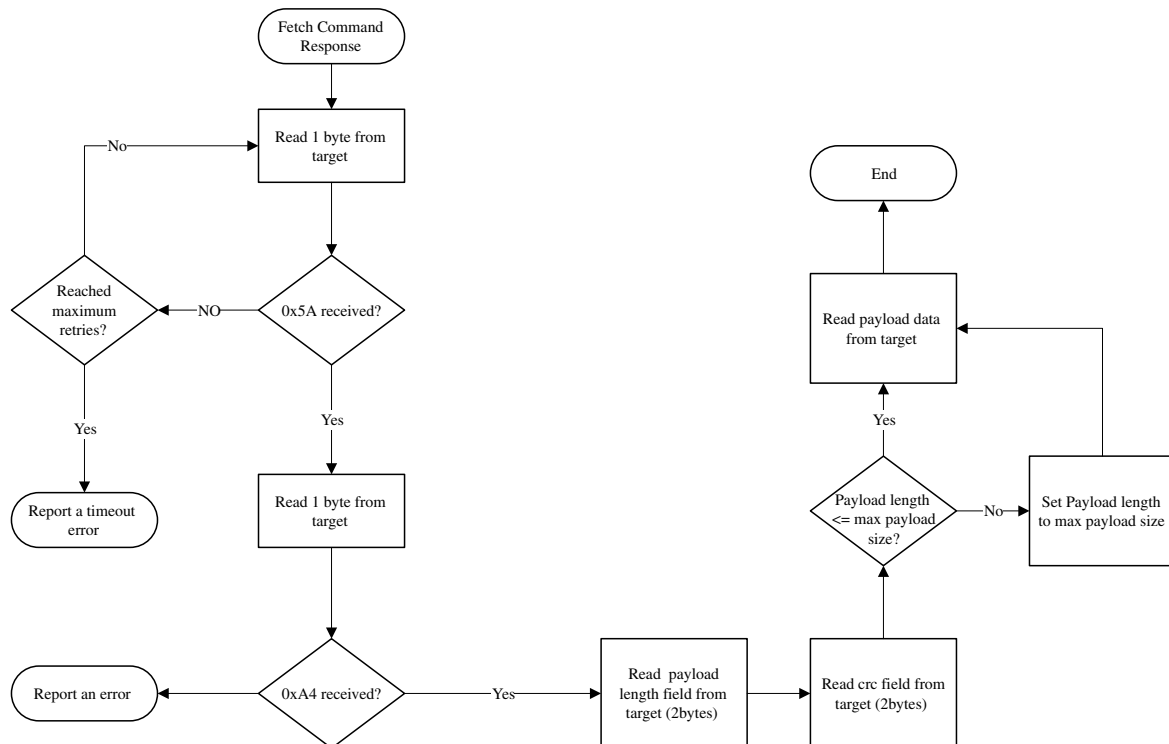 Fetch Command
Response
Read 1 byte from
target
No
End
Reached
maximum
retries?
NO
0x5A received?
Read payload data
from target
Yes
Yes
Yes
Read 1 byte from
target
Report a timeout
error
Payload length
<= max payload
size?
No
Set Payload length
to max payload size
Report an error
0xA4 received?
Yes
Read payload
length field from
target (2bytes)
Read crc field from
target (2bytes)